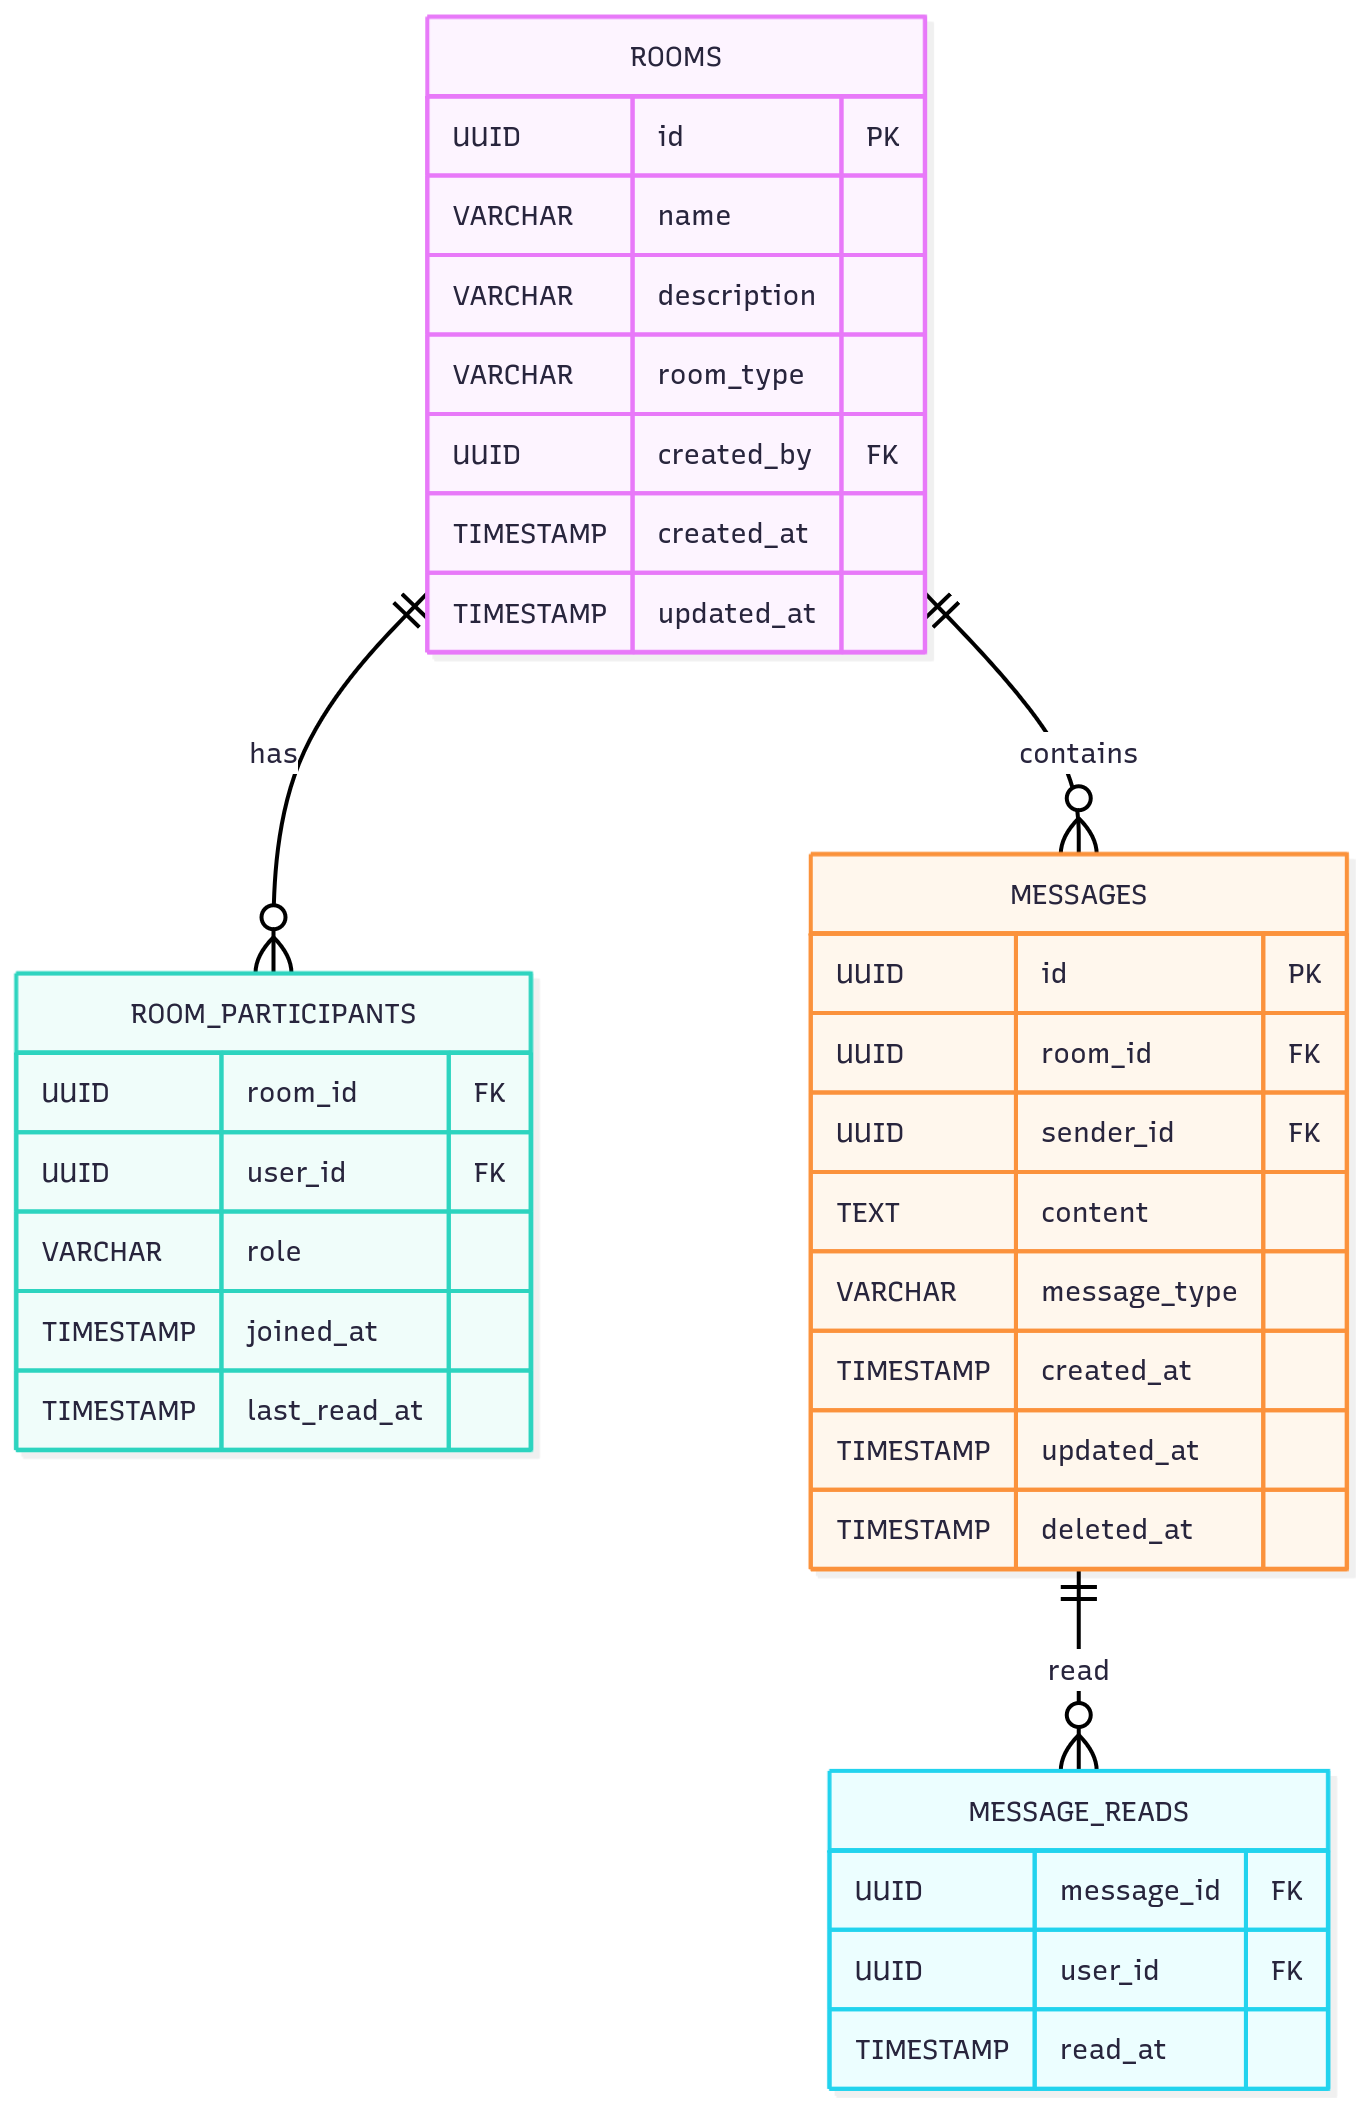 ROOMS
UUID id PK
VARCHAR name
VARCHAR description
VARCHAR room_type
UUID created_by FK
TIMESTAMP created_at
TIMESTAMP updated_at
has
contains
ROOM_PARTICIPANTS
UUID room_id FK
UUID user_id FK
VARCHAR role
TIMESTAMP joined_at
TIMESTAMP last_read_at
MESSAGES
UUID id PK
UUID room_id FK
UUID sender_id FK
TEXT content
VARCHAR message_type
TIMESTAMP created_at
TIMESTAMP updated_at
TIMESTAMP deleted_at
read
MESSAGE_READS
UUID message_id FK
UUID user_id FK
TIMESTAMP read_at